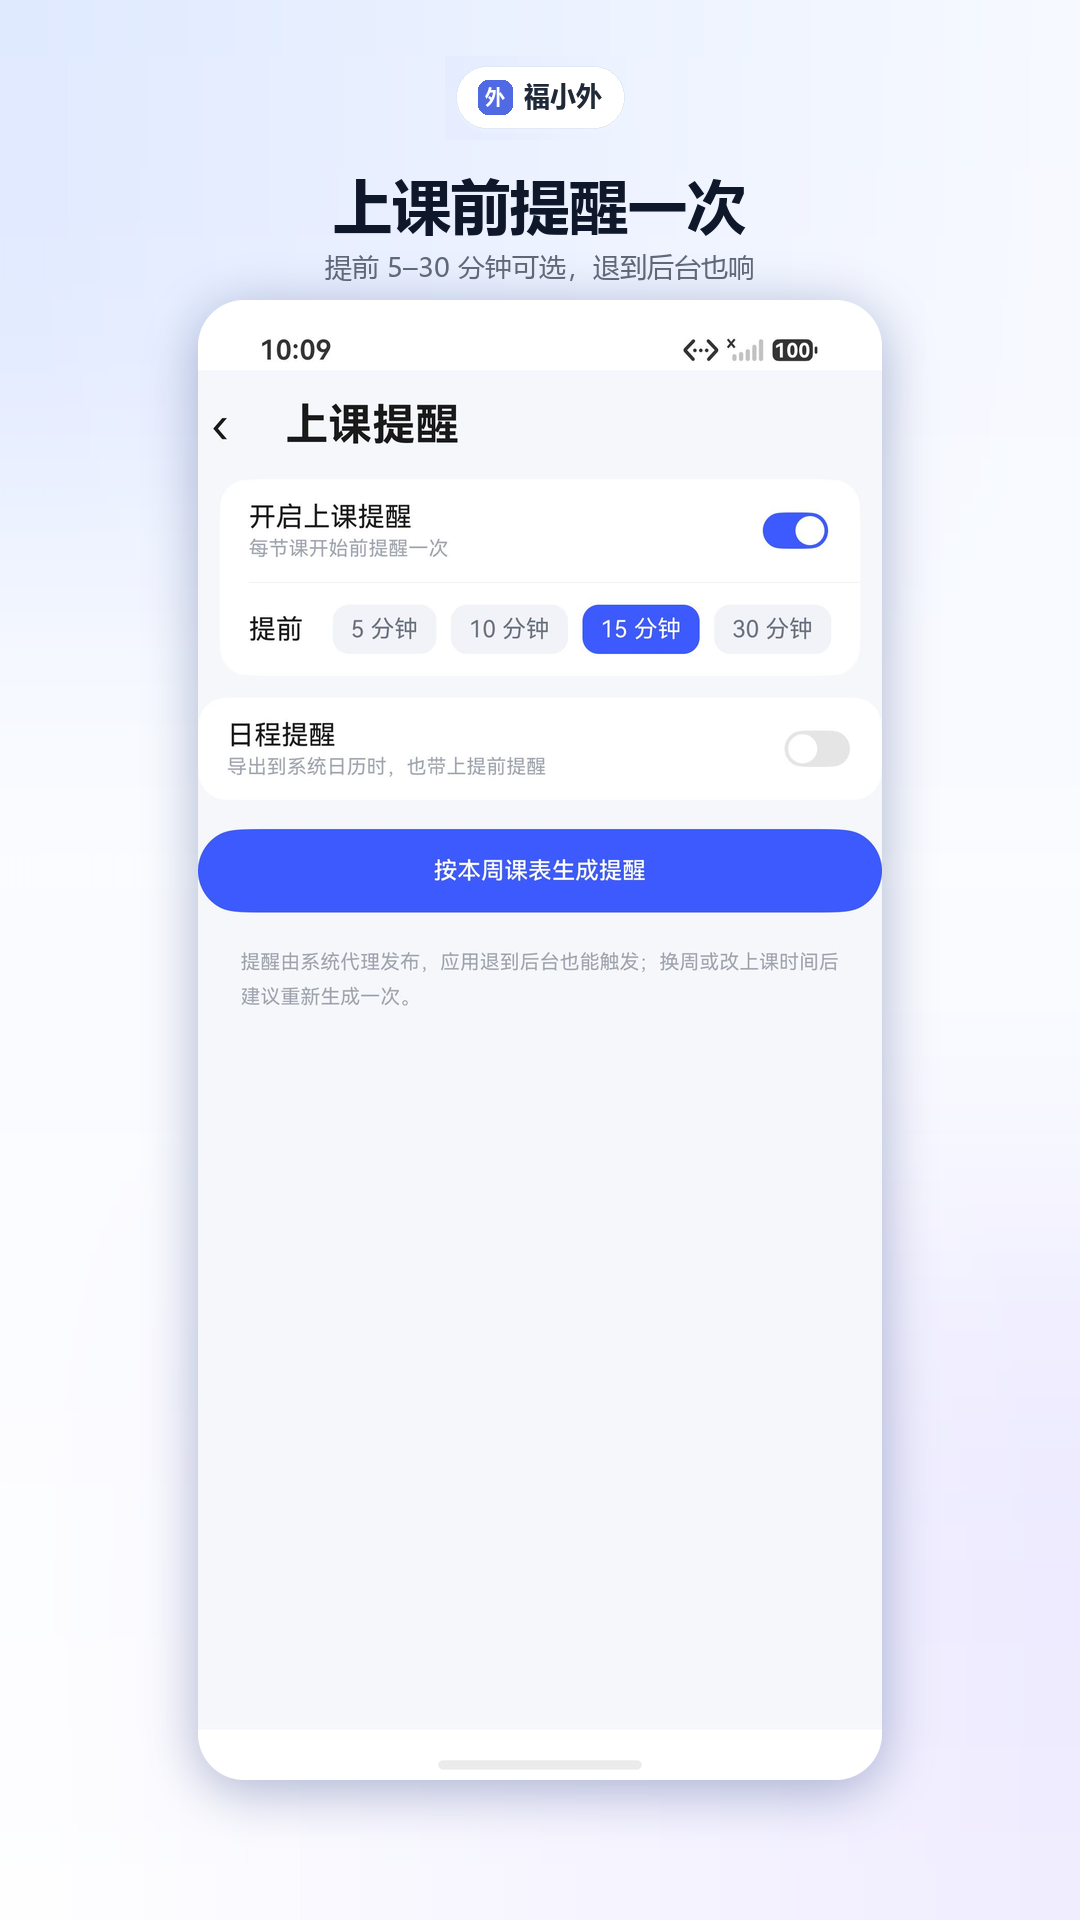 外 福小外
上课前提醒一次
提前 5–30 分钟可选，退到后台也响
10:09
100
‹ 上课提醒
开启上课提醒
每节课开始前提醒一次
提前 5 分钟 10 分钟 15 分钟 30 分钟
日程提醒
导出到系统日历时，也带上提前提醒
按本周课表生成提醒
提醒由系统代理发布，应用退到后台也能触发；换周或改上课时间后
建议重新生成一次。